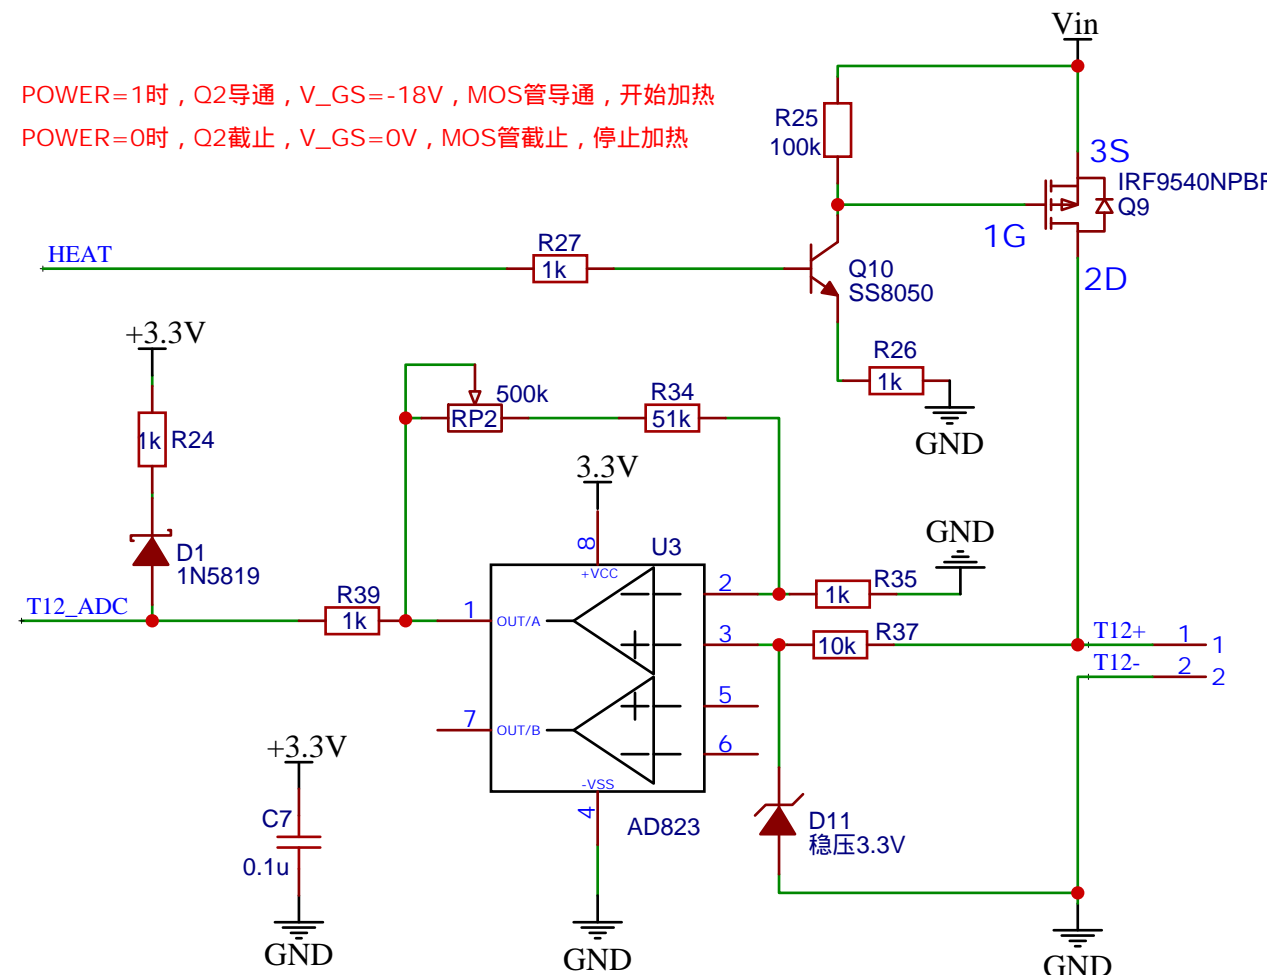 Vin
POWER=1时，Q2导通，V_GS=-18V，MOS管导通，开始加热
POWER=0时，Q2截止，V_GS=0V，MOS管截止，停止加热
R25
100k
3S
IRF9540NPBF
Q9
1G
2D
HEAT
R27
1k
Q10
SS8050
+3.3V
R26
1k
GND
500k
RP2
R34
51k
1k
R24
3.3V
8
U3
+VCC
GND
D1
1N5819
T12_ADC
R39
1k
1
OUT/A
2
R35
1k
3
R37
10k
T12+
1
1
T12-
2
2
5
6
7
OUT/B
-VSS
4
AD823
D11
稳压3.3V
+3.3V
C7
0.1u
GND
GND
GND